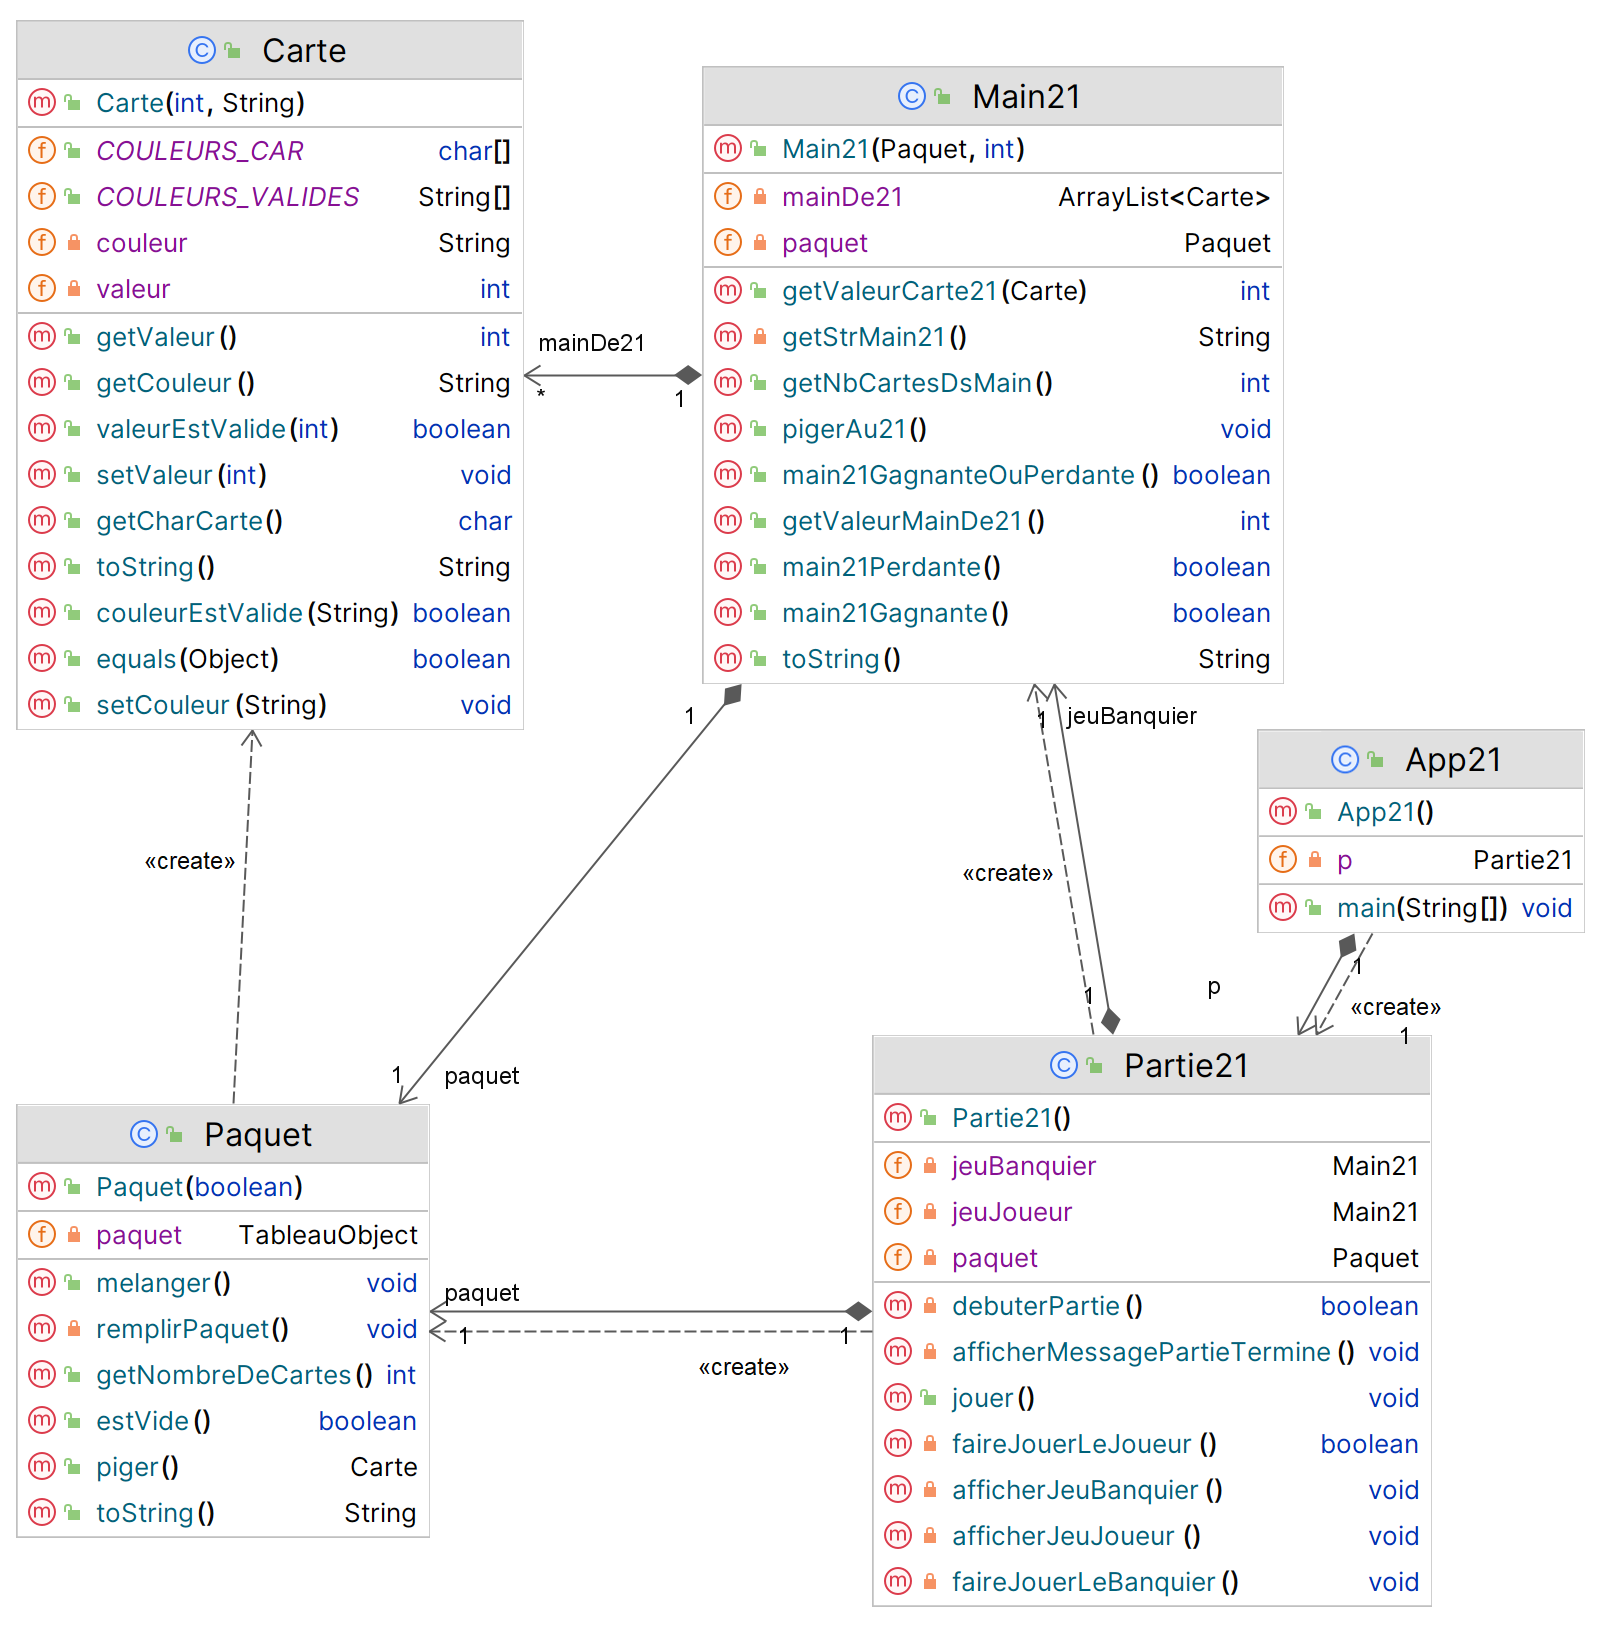 Carte
Carte(int, String)
COULEURS_CAR char[]
COULEURS_VALIDES String[]
couleur String
valeur int
getValeur() int
getCouleur() String
valeurEstValide(int) boolean
setValeur(int) void
getCharCarte() char
toString() String
couleurEstValide(String) boolean
equals(Object) boolean
setCouleur(String) void
mainDe21
*
1
Main21
Main21(Paquet, int)
mainDe21 ArrayList<Carte>
paquet Paquet
getValeurCarte21(Carte) int
getStrMain21() String
getNbCartesDsMain() int
pigerAu21() void
main21GagnanteOuPerdante() boolean
getValeurMainDe21() int
main21Perdante() boolean
main21Gagnante() boolean
toString() String
1
1
jeuBanquier
App21
App21()
p Partie21
main(String[]) void
«create»
«create»
1
p
1
«create»
1
1
paquet
Paquet
Paquet(boolean)
paquet TableauObject
melanger() void
remplirPaquet() void
getNombreDeCartes() int
estVide() boolean
piger() Carte
toString() String
paquet
1
1
«create»
Partie21
Partie21()
jeuBanquier Main21
jeuJoueur Main21
paquet Paquet
debuterPartie() boolean
afficherMessagePartieTermine() void
jouer() void
faireJouerLeJoueur() boolean
afficherJeuBanquier() void
afficherJeuJoueur() void
faireJouerLeBanquier() void